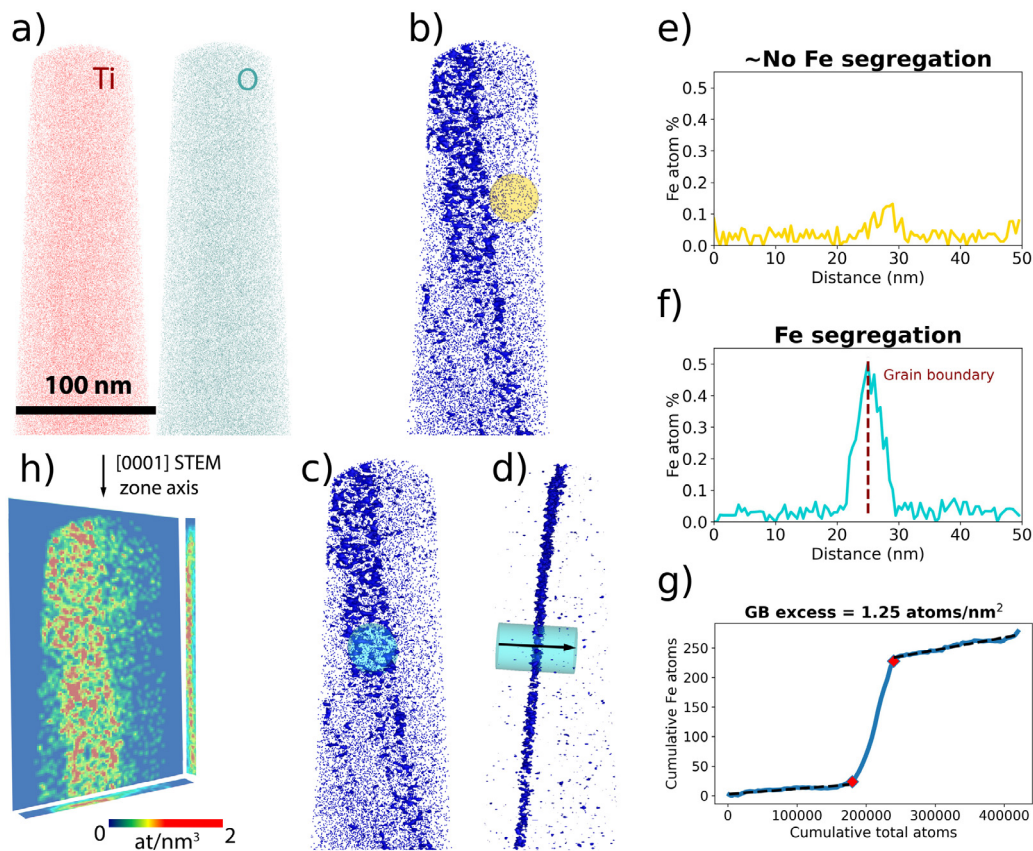 a)
Ti
O
100 nm
b)
c)
d)
e)
~No Fe segregation
Fe atom %
0.5
0.4
0.3
0.2
0.1
0.0
0 10 20 30 40 50
Distance (nm)
f)
Fe segregation
Grain boundary
Fe atom %
0.5
0.4
0.3
0.2
0.1
0.0
0 10 20 30 40 50
Distance (nm)
g)
GB excess = 1.25 atoms/nm²
Cumulative Fe atoms
250
200
150
100
50
0
0 100000 200000 300000 400000
Cumulative total atoms
h)
[0001] STEM
zone axis
0 2
at/nm³